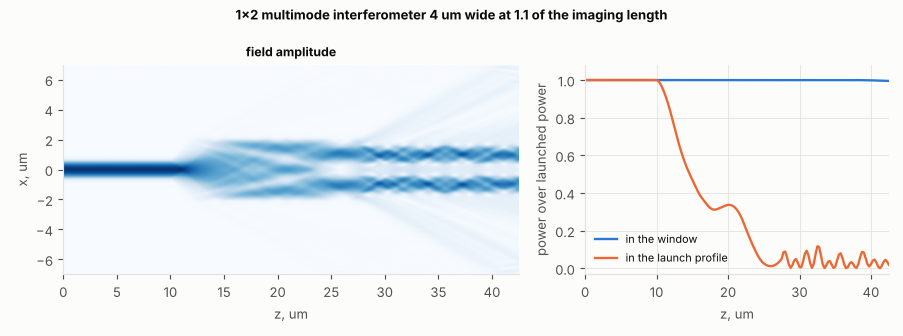 1×2 multimode interferometer 4 um wide at 1.1 of the imaging length
field amplitude
x, um
6
4
2
0
−2
−4
−6
0 5 10 15 20 25 30 35 40
z, um
power over launched power
1.0
0.8
0.6
0.4
0.2
0.0
in the window
in the launch profile
0 10 20 30 40
z, um